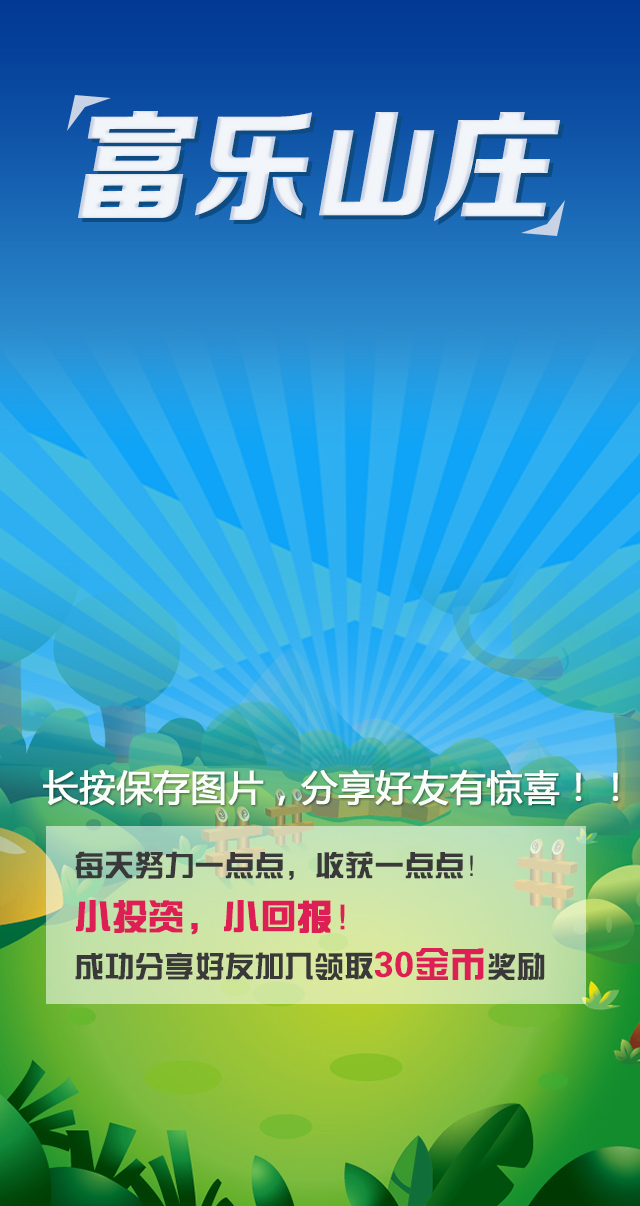 富乐山庄
长按保存图片，分享好友有惊喜！！
每天努力一点点，收获一点点！
小投资，小回报！
成功分享好友加入领取30金币奖励